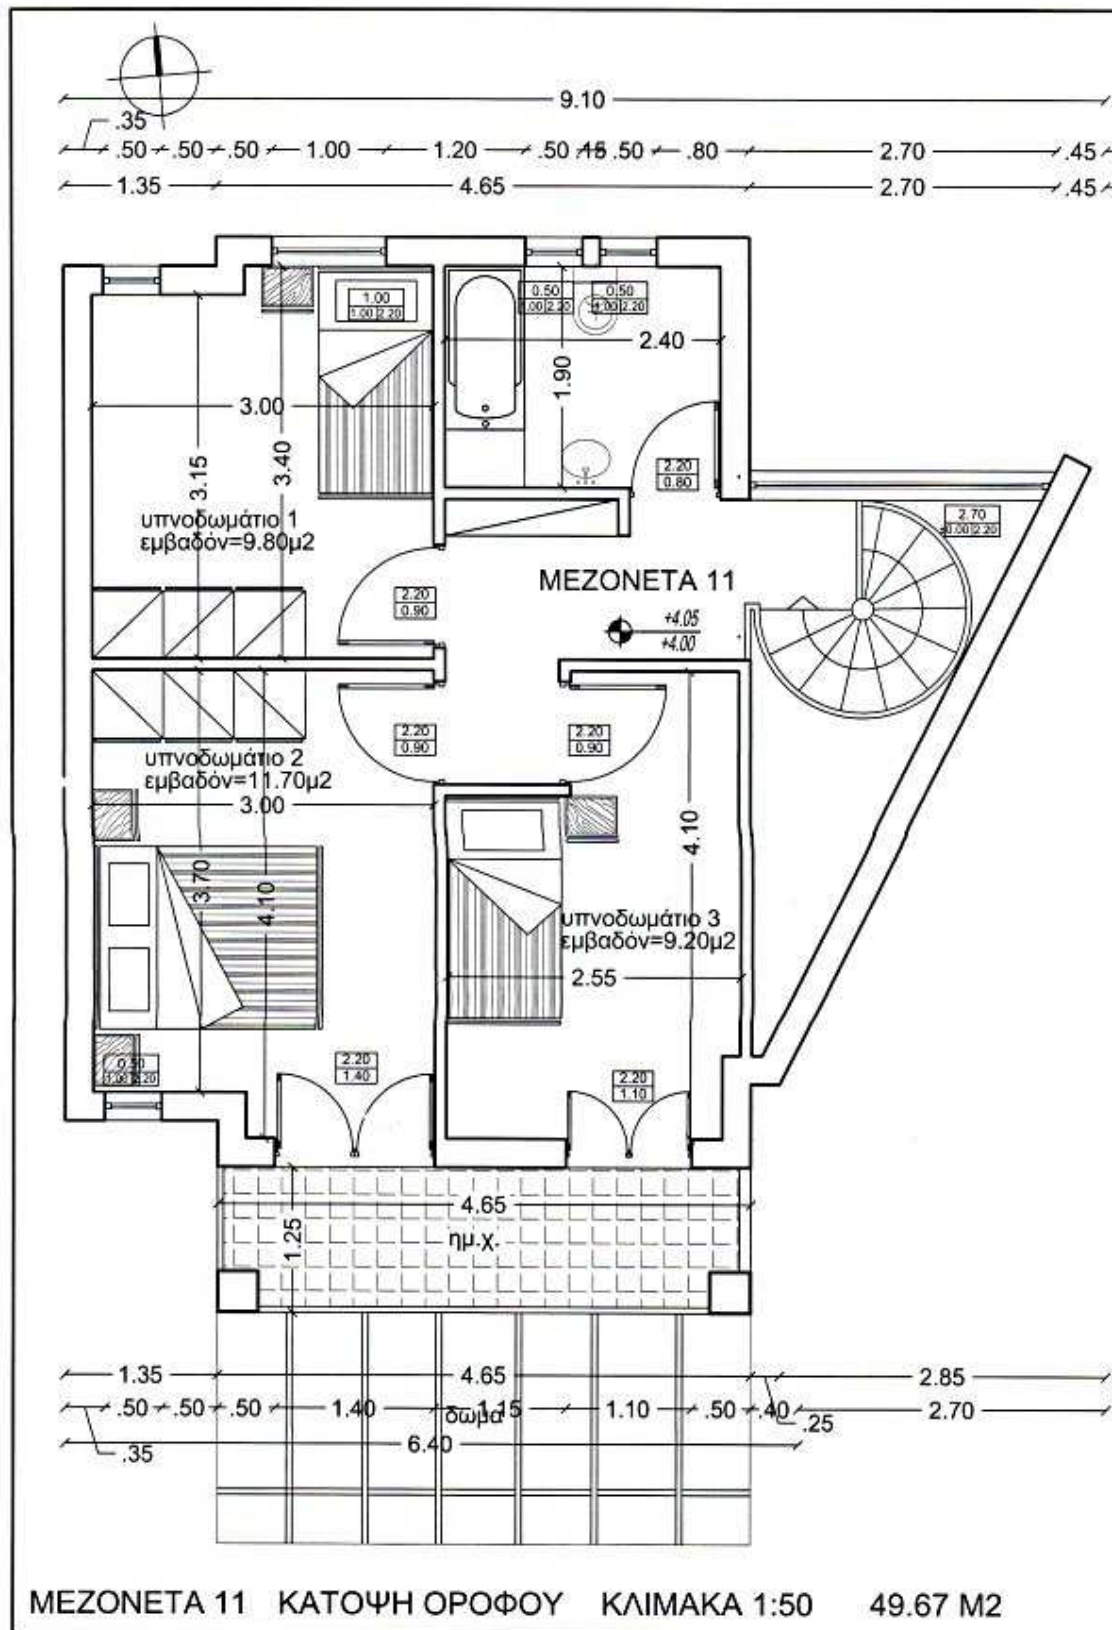 9.10
.35
.50 .50 .50 1.00 1.20 .50 .15 .50 .80 2.70 .45
1.35 4.65 2.70 .45
1.00
1.00 2.20
0.50
1.00 2.20
0.50
1.00 2.20
2.40
1.90
3.00
3.40
3.15
2.20
0.80
υπνοδωμάτιο 1
εμβαδόν=9.80μ2
2.70
0.00 2.20
ΜΕΖΟΝΕΤΑ 11
2.20
0.90
+4.05
+4.00
2.20
0.90
2.20
0.90
υπνοδωμάτιο 2
εμβαδόν=11.70μ2
3.00
3.70
4.10
4.10
υπνοδωμάτιο 3
εμβαδόν=9.20μ2
2.55
0.50
1.00 2.20
2.20
1.40
2.20
1.10
4.65
1.25
ημ.χ.
1.35 4.65 2.85
.50 .50 .50 1.40 1.15 1.10 .50 .40 2.70
δώμα
.25
6.40
.35
ΜΕΖΟΝΕΤΑ 11 ΚΑΤΟΨΗ ΟΡΟΦΟΥ ΚΛΙΜΑΚΑ 1:50 49.67 Μ2